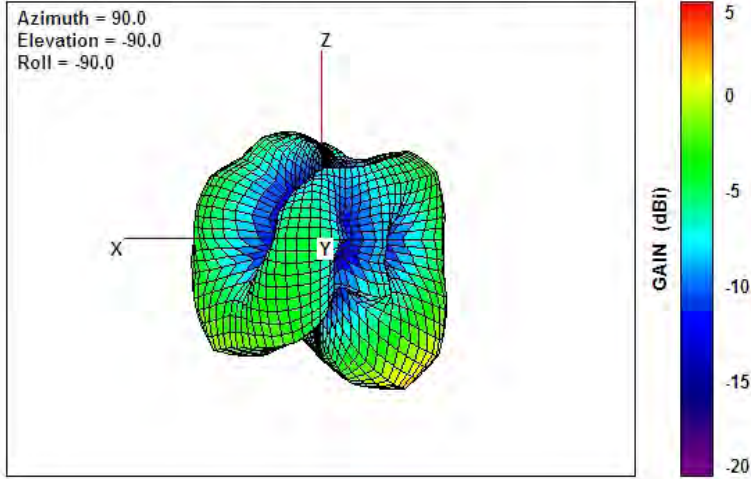 Azimuth = 90.0
Elevation = -90.0
Roll = -90.0
Z
X
Y
GAIN (dBi)
5
0
-5
-10
-15
-20